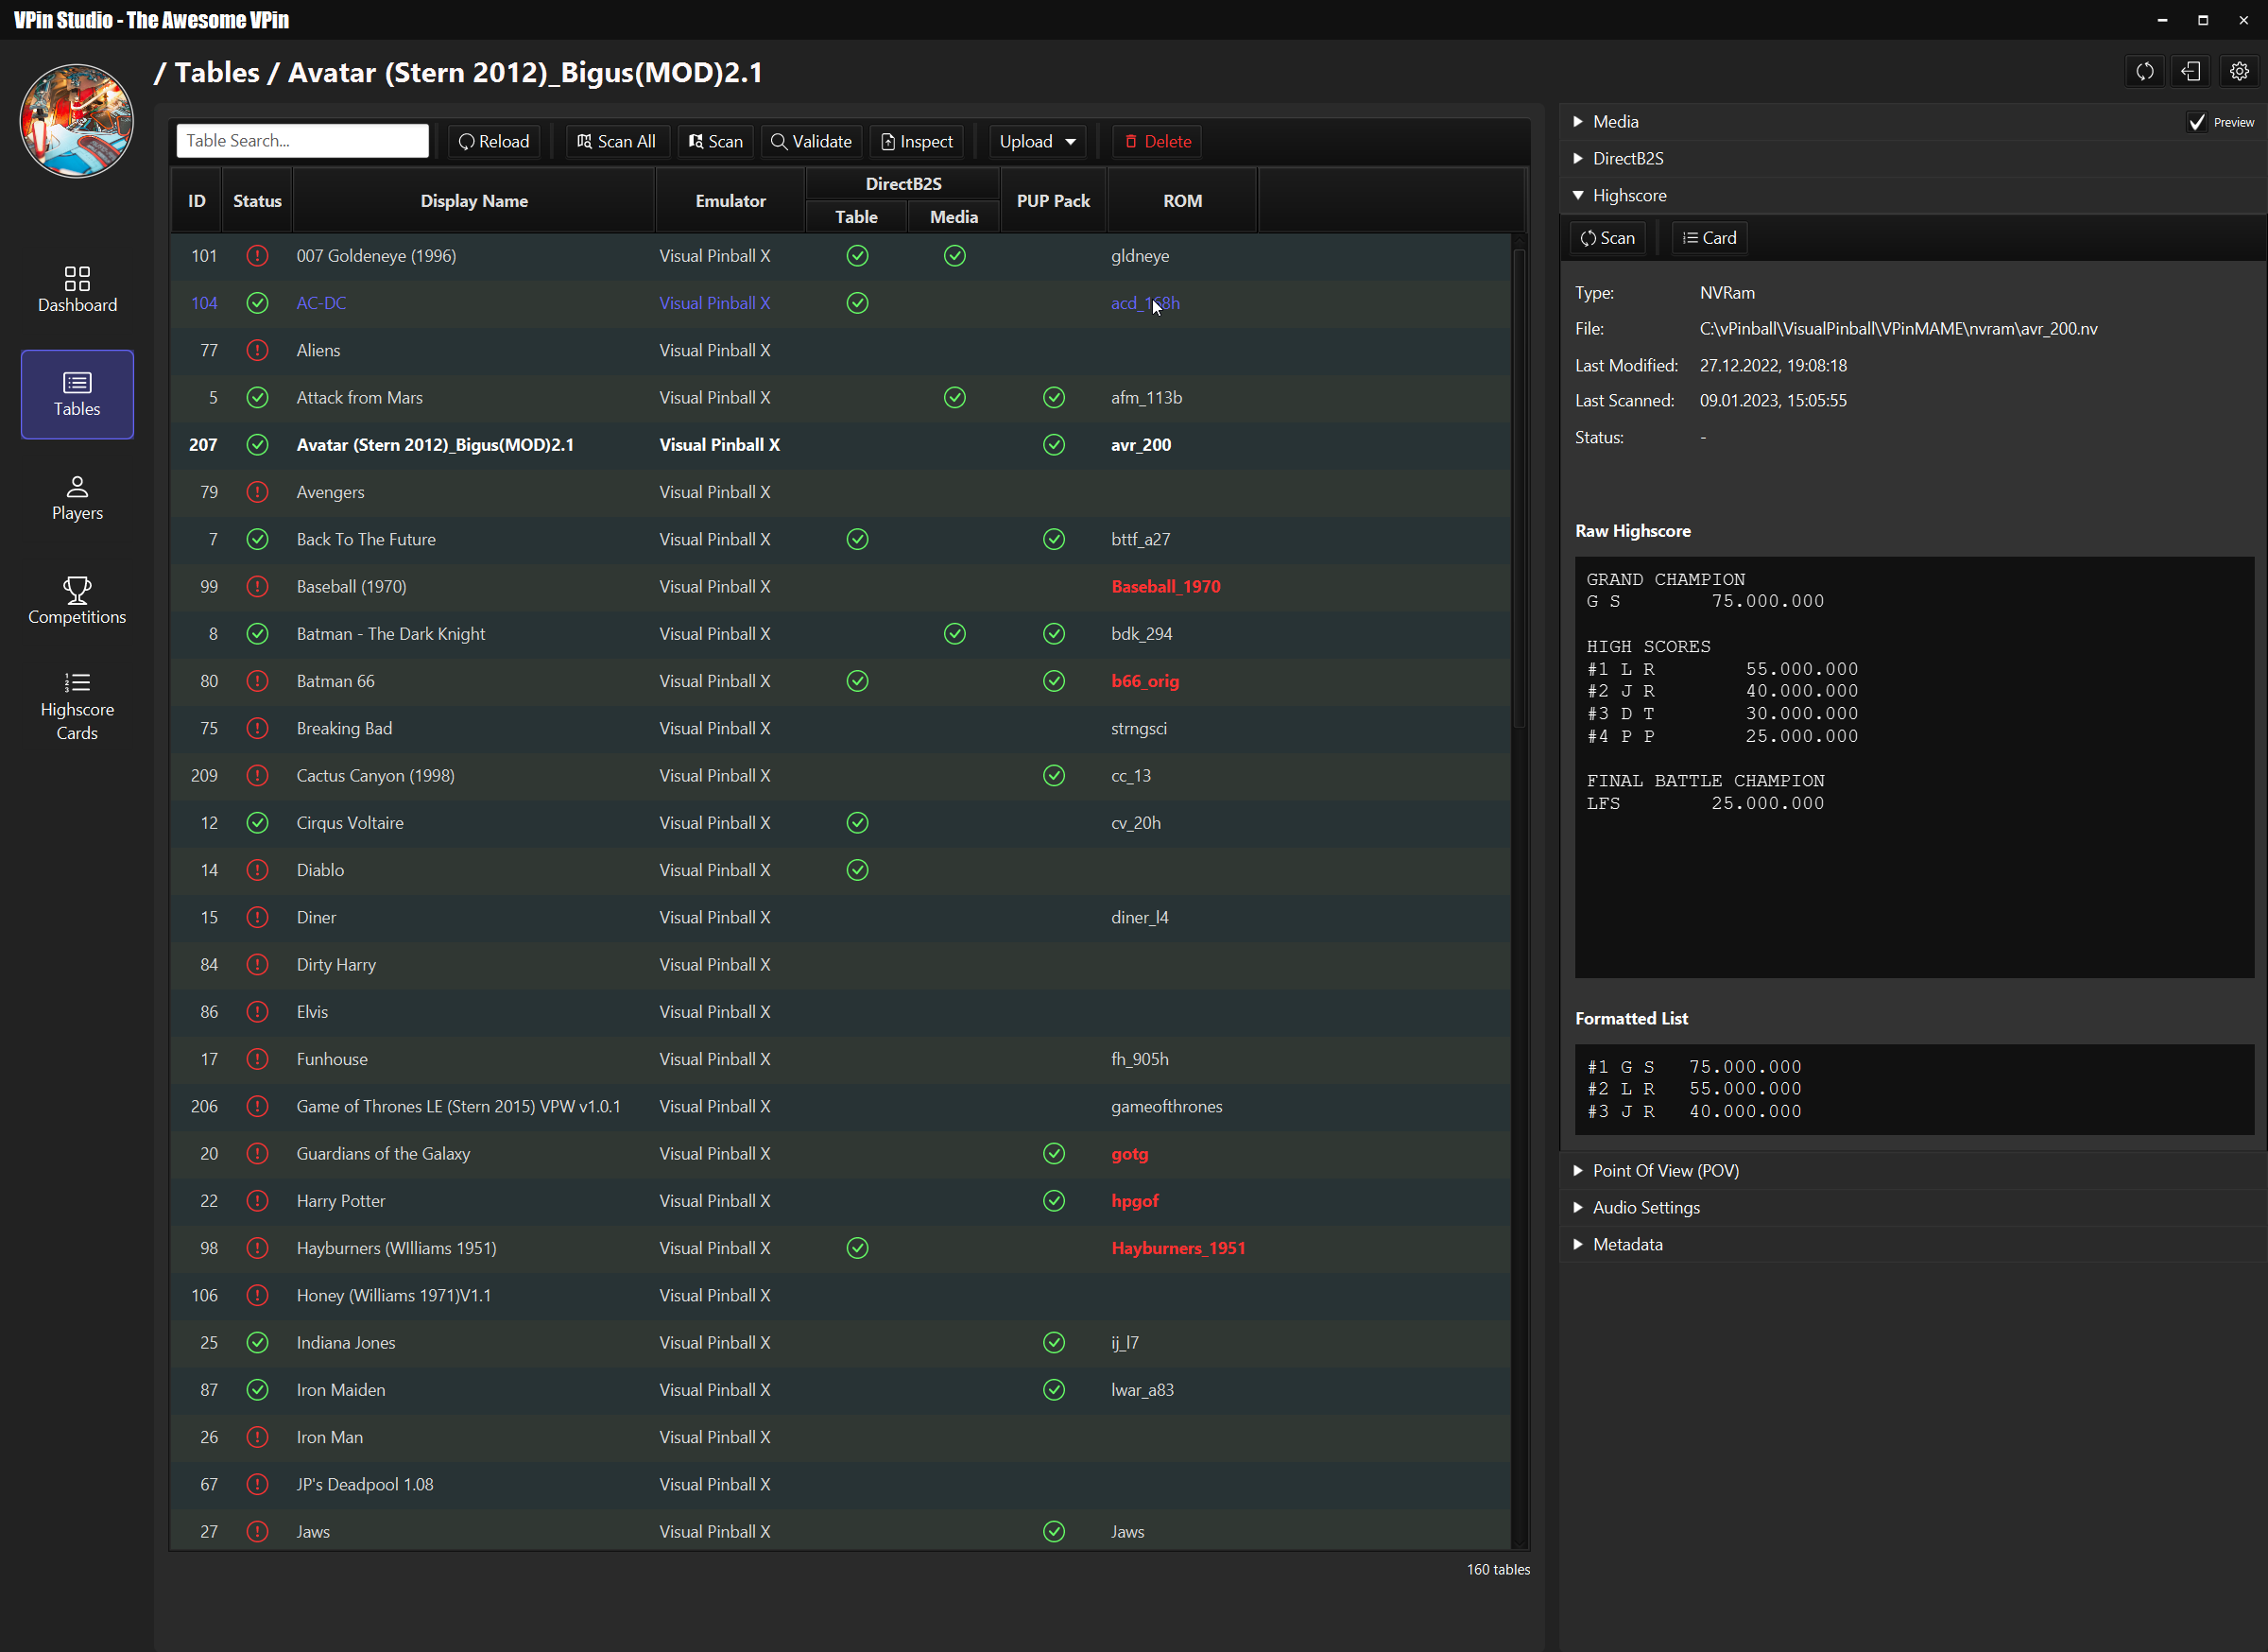 VPin Studio - The Awesome VPin
/ Tables / Avatar (Stern 2012)_Bigus(MOD)2.1
Dashboard
Tables
Players
Competitions
Highscore
Cards
Table Search...
Reload
Scan All
Scan
Validate
Inspect
Upload
Delete
ID Status Display Name Emulator DirectB2S PUP Pack ROM
Table Media
101 007 Goldeneye (1996) Visual Pinball X gldneye
104 AC-DC Visual Pinball X acd_168h
77 Aliens Visual Pinball X
5 Attack from Mars Visual Pinball X afm_113b
207 Avatar (Stern 2012)_Bigus(MOD)2.1 Visual Pinball X avr_200
79 Avengers Visual Pinball X
7 Back To The Future Visual Pinball X bttf_a27
99 Baseball (1970) Visual Pinball X Baseball_1970
8 Batman - The Dark Knight Visual Pinball X bdk_294
80 Batman 66 Visual Pinball X b66_orig
75 Breaking Bad Visual Pinball X strngsci
209 Cactus Canyon (1998) Visual Pinball X cc_13
12 Cirqus Voltaire Visual Pinball X cv_20h
14 Diablo Visual Pinball X
15 Diner Visual Pinball X diner_l4
84 Dirty Harry Visual Pinball X
86 Elvis Visual Pinball X
17 Funhouse Visual Pinball X fh_905h
206 Game of Thrones LE (Stern 2015) VPW v1.0.1 Visual Pinball X gameofthrones
20 Guardians of the Galaxy Visual Pinball X gotg
22 Harry Potter Visual Pinball X hpgof
98 Hayburners (WIlliams 1951) Visual Pinball X Hayburners_1951
106 Honey (Williams 1971)V1.1 Visual Pinball X
25 Indiana Jones Visual Pinball X ij_l7
87 Iron Maiden Visual Pinball X lwar_a83
26 Iron Man Visual Pinball X
67 JP's Deadpool 1.08 Visual Pinball X
27 Jaws Visual Pinball X Jaws
160 tables
Media
Preview
DirectB2S
Highscore
Scan
Card
Type: NVRam
File: C:\vPinball\VisualPinball\VPinMAME\nvram\avr_200.nv
Last Modified: 27.12.2022, 19:08:18
Last Scanned: 09.01.2023, 15:05:55
Status: -
Raw Highscore
GRAND CHAMPION
G S 75.000.000
HIGH SCORES
#1 L R 55.000.000
#2 J R 40.000.000
#3 D T 30.000.000
#4 P P 25.000.000
FINAL BATTLE CHAMPION
LFS 25.000.000
Formatted List
#1 G S 75.000.000
#2 L R 55.000.000
#3 J R 40.000.000
Point Of View (POV)
Audio Settings
Metadata